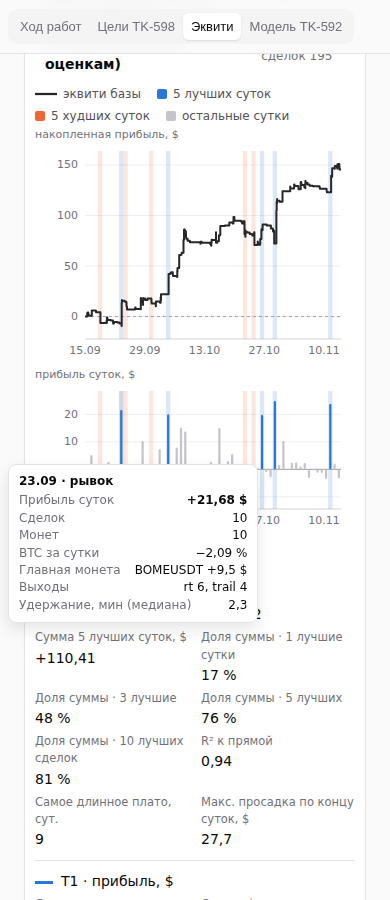 Ход работ Цели ТК-598 Эквити Модель ТК-592
оценкам)
сделок 195
эквити базы 5 лучших суток
5 худших суток остальные сутки
накопленная прибыль, $
150
100
50
0
15.09 29.09 13.10 27.10 10.11
прибыль суток, $
20
10
7.10 10.11
23.09 · рывок
Прибыль суток +21,68 $
Сделок 10
Монет 10
BTC за сутки −2,09 %
Главная монета BOMEUSDT +9,5 $
Выходы rt 6, trail 4
Удержание, мин (медиана) 2,3
2
Сумма 5 лучших суток, $
+110,41
Доля суммы · 1 лучшие
сутки
17 %
Доля суммы · 3 лучшие
48 %
Доля суммы · 5 лучших
76 %
Доля суммы · 10 лучших
сделок
81 %
R² к прямой
0,94
Самое длинное плато,
сут.
9
Макс. просадка по концу
суток, $
27,7
Т1 · прибыль, $